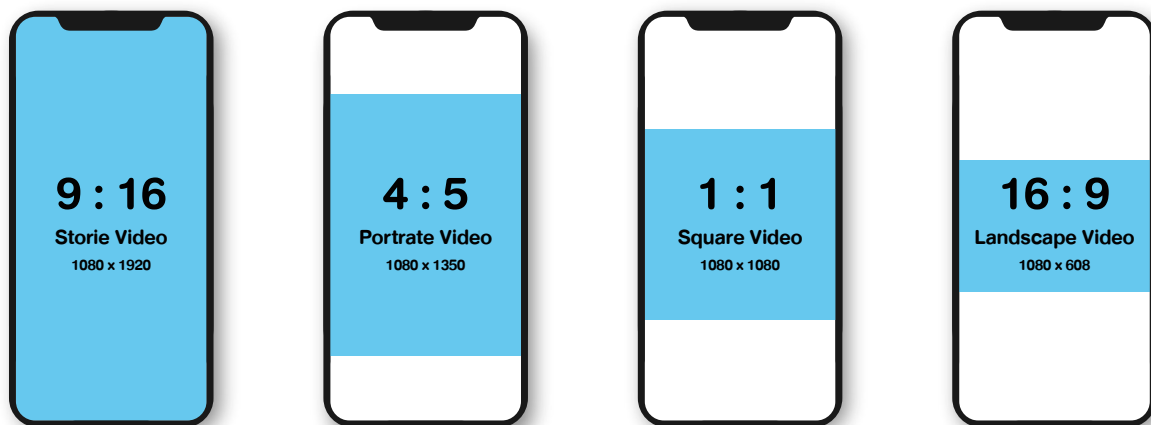 9 : 16
Storie Video
1080 x 1920
4 : 5
Portrate Video
1080 x 1350
1 : 1
Square Video
1080 x 1080
16 : 9
Landscape Video
1080 x 608